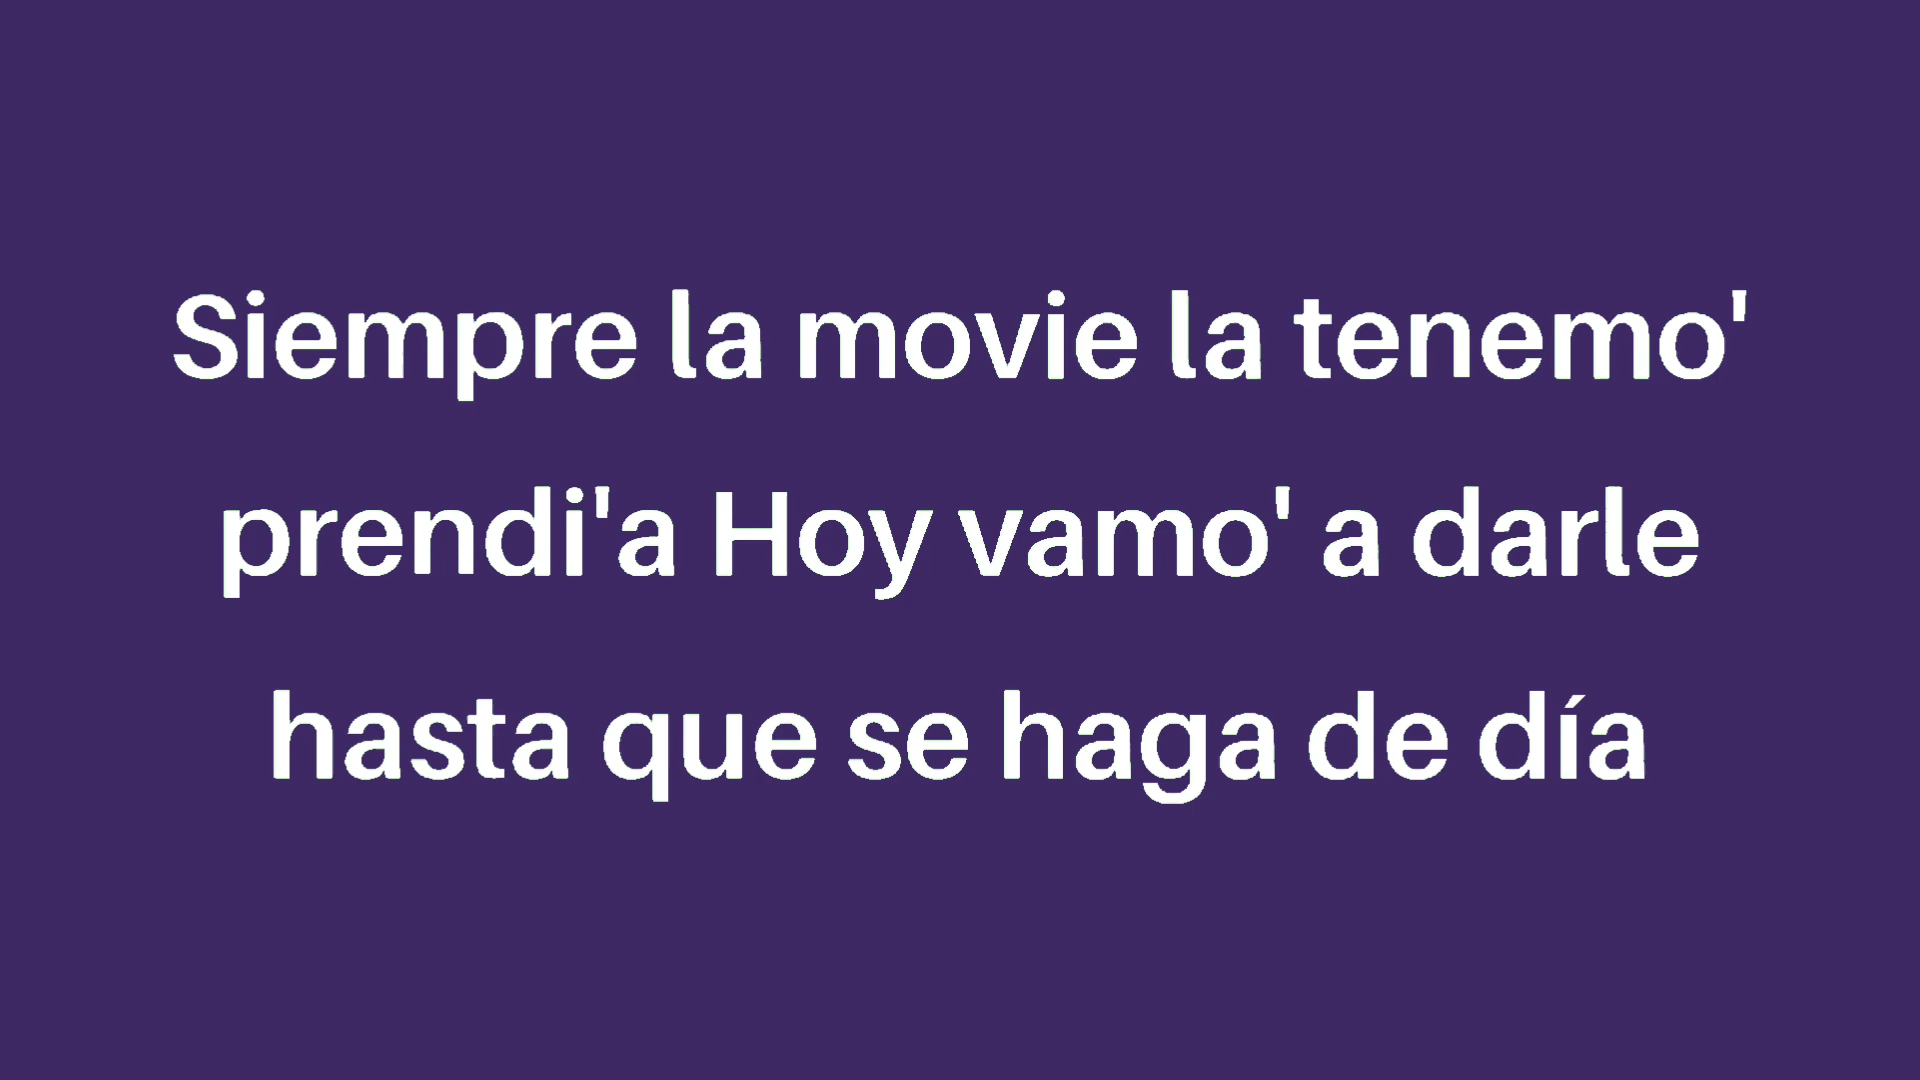 Siempre la movie la tenemo'
prendi'a Hoy vamo' a darle
hasta que se haga de día